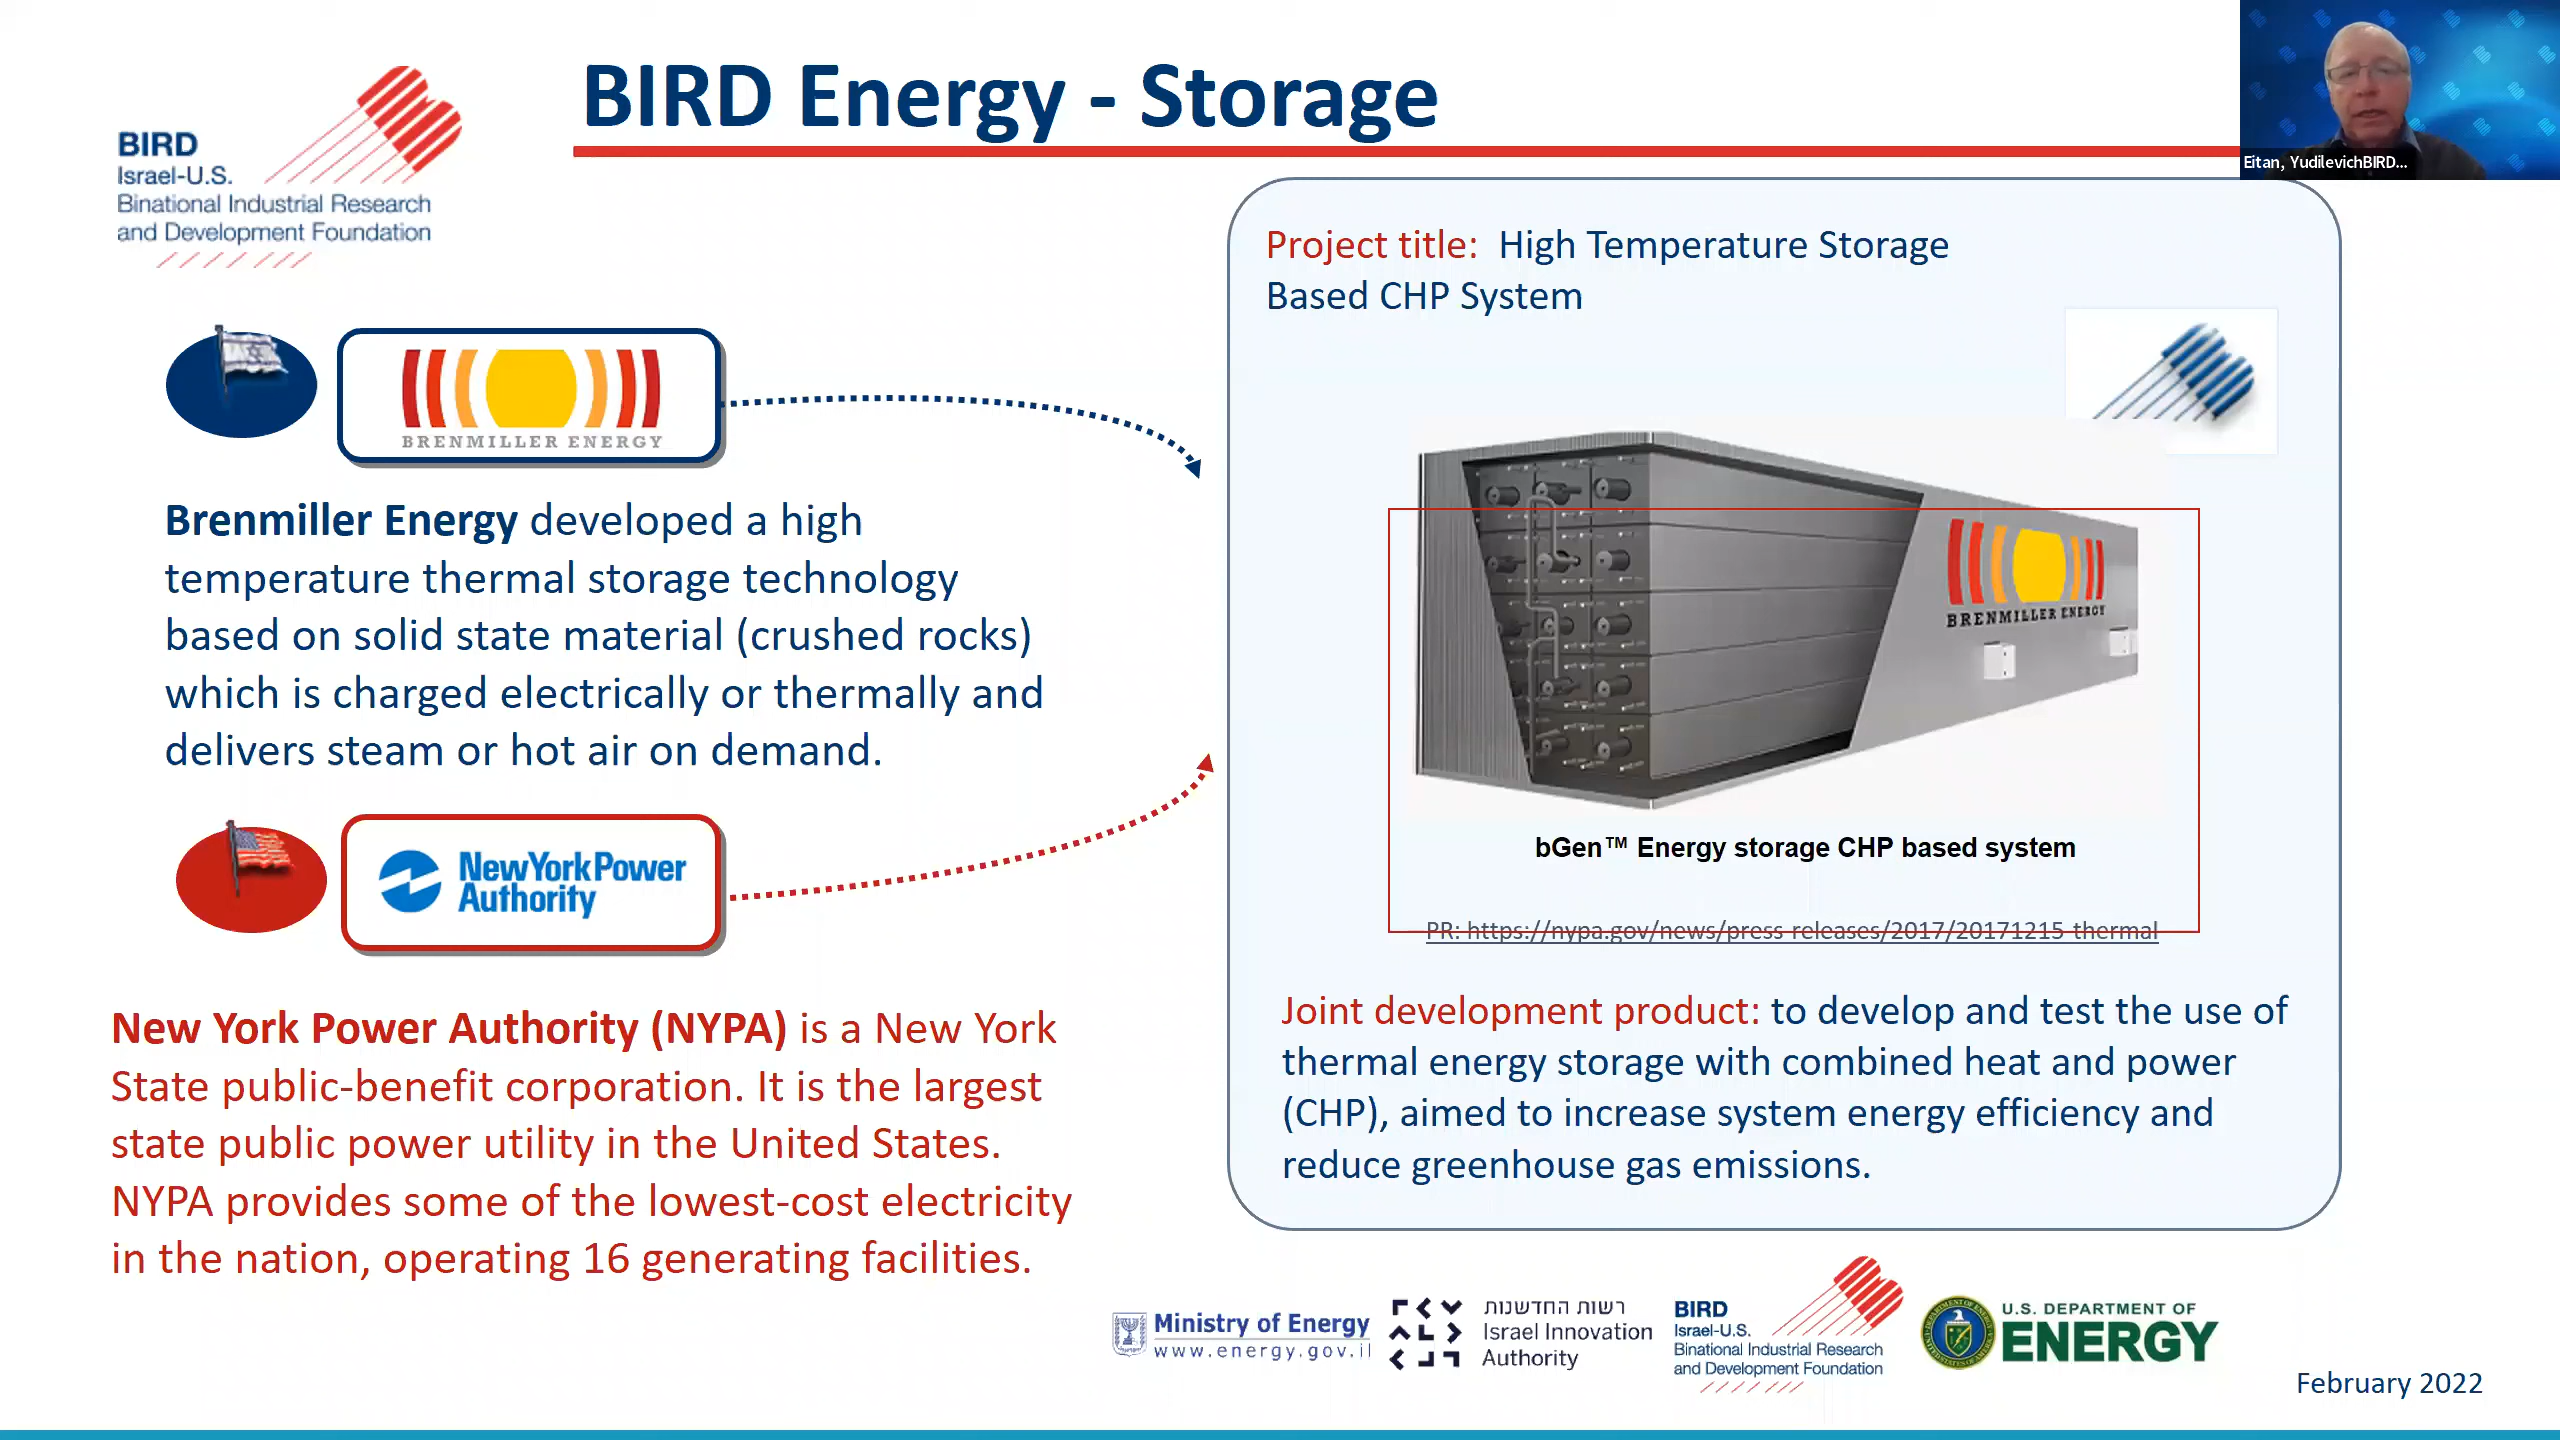 BIRD Energy - Storage
BIRD
Israel-U.S.
Binational Industrial Research
and Development Foundation
Eitan, YudilevichBIRD...
BRENMILLER ENERGY
Brenmiller Energy developed a high
temperature thermal storage technology
based on solid state material (crushed rocks)
which is charged electrically or thermally and
delivers steam or hot air on demand.
NewYorkPower
Authority
New York Power Authority (NYPA) is a New York
State public-benefit corporation. It is the largest
state public power utility in the United States.
NYPA provides some of the lowest-cost electricity
in the nation, operating 16 generating facilities.
Project title: High Temperature Storage
Based CHP System
BRENMILLER ENERGY
bGen™ Energy storage CHP based system
PR: https://nypa.gov/news/press-releases/2017/20171215-thermal
Joint development product: to develop and test the use of
thermal energy storage with combined heat and power
(CHP), aimed to increase system energy efficiency and
reduce greenhouse gas emissions.
Ministry of Energy
www.energy.gov.il
רשות החדשנות
Israel Innovation
Authority
BIRD
Israel-U.S.
Binational Industrial Research
and Development Foundation
U.S. DEPARTMENT OF
ENERGY
February 2022